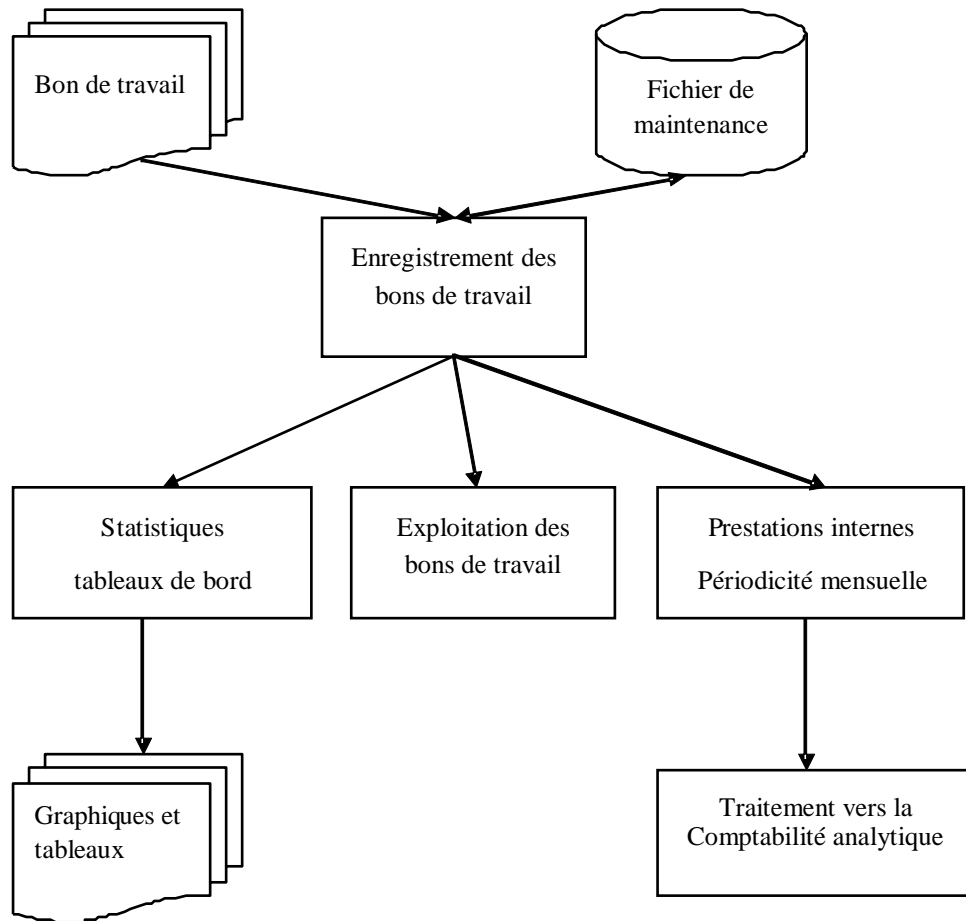 Bon de travail
Fichier de
maintenance
Enregistrement des
bons de travail
Statistiques
tableaux de bord
Exploitation des
bons de travail
Prestations internes
Périodicité mensuelle
Graphiques et
tableaux
Traitement vers la
Comptabilité analytique